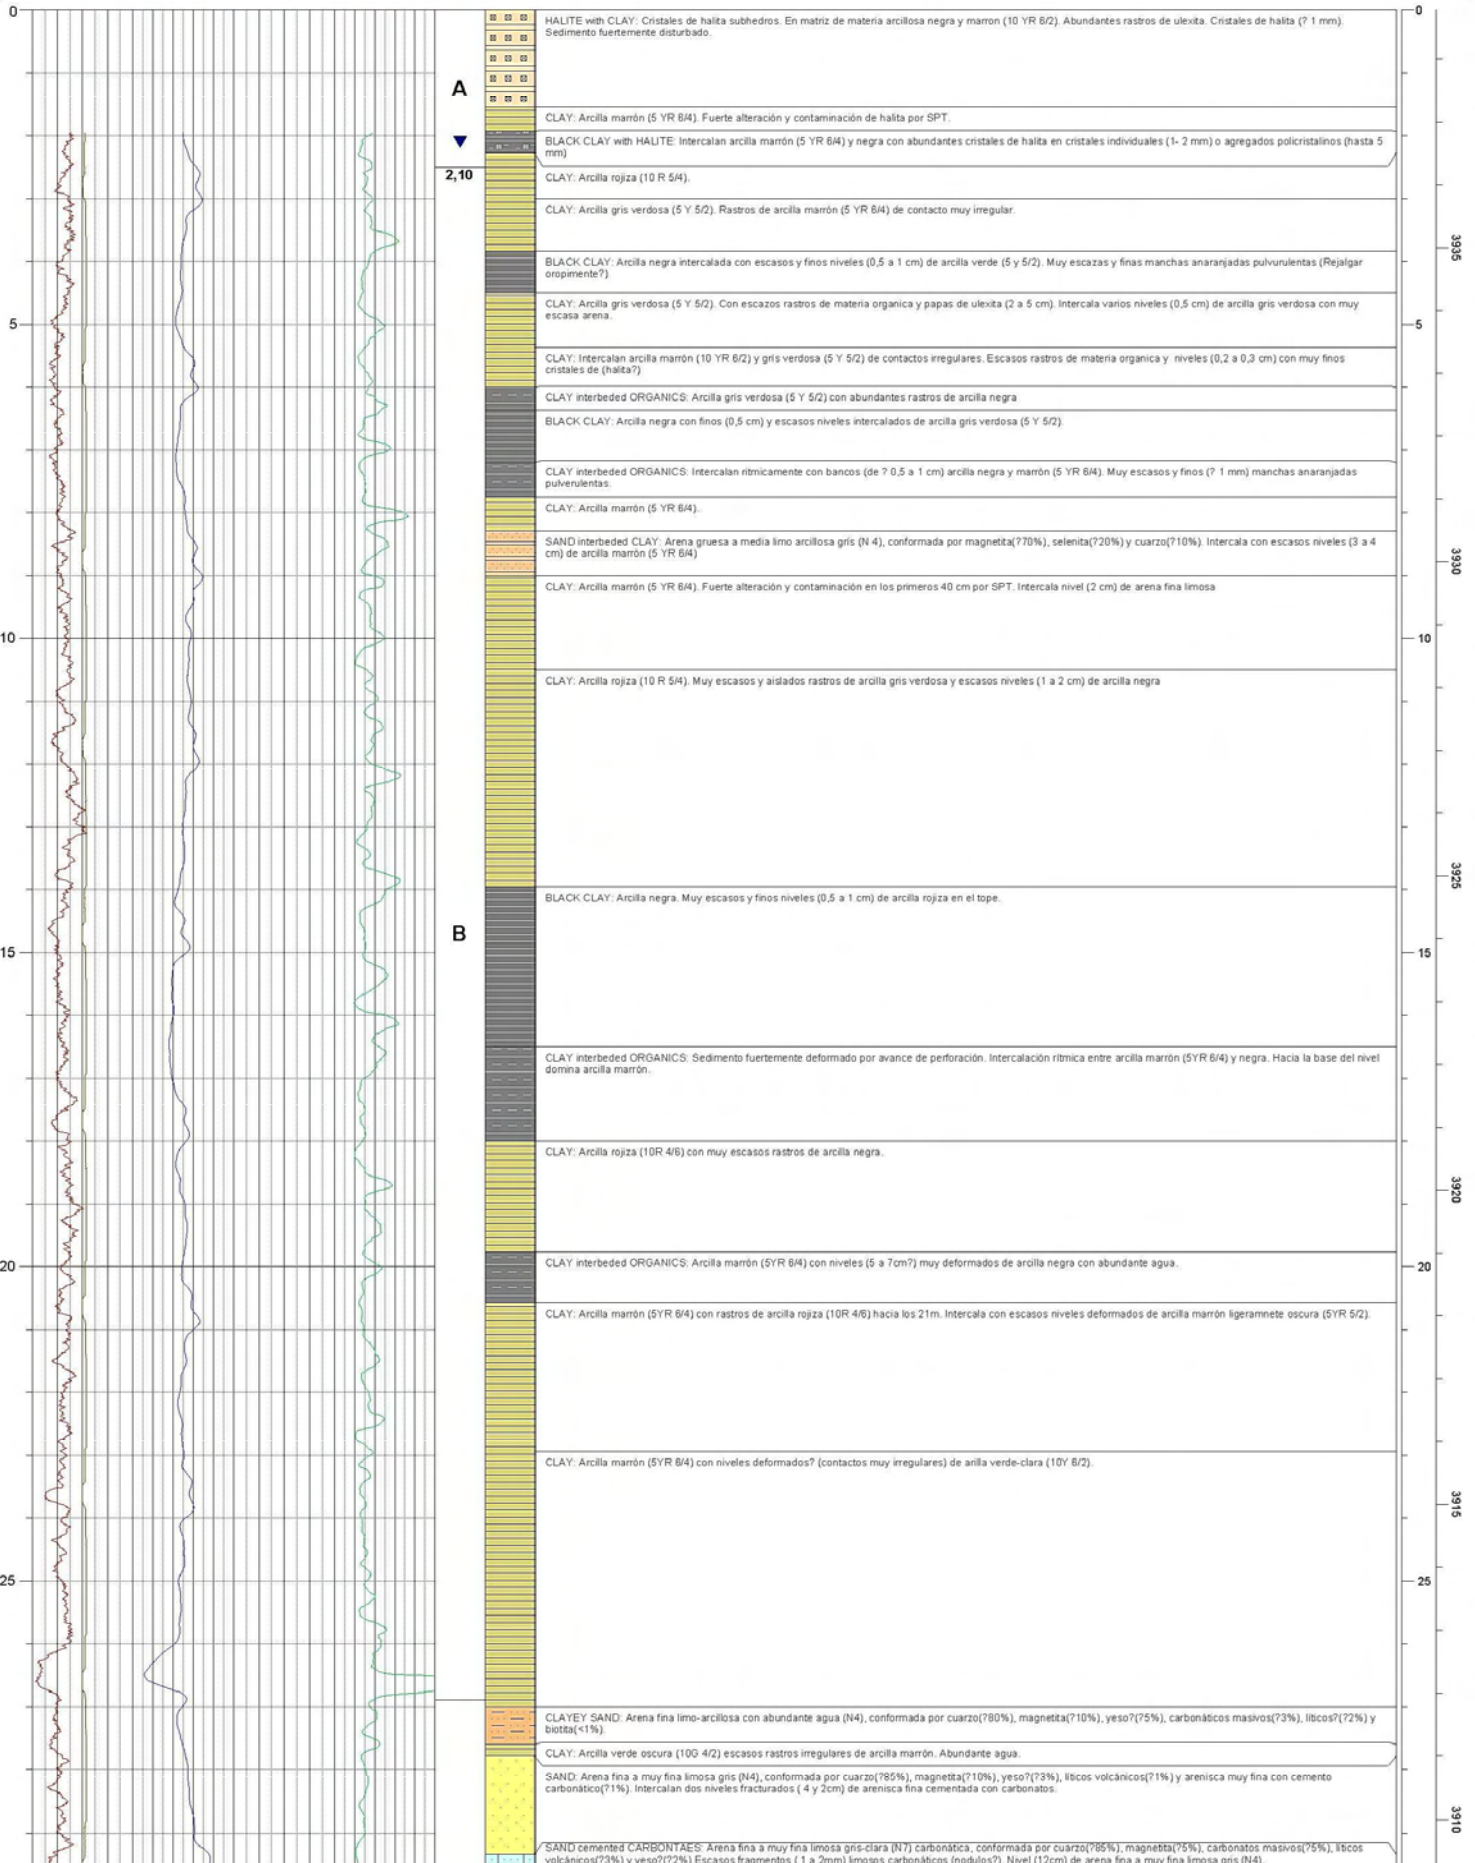 0
HALITE with CLAY: Cristales de halita subhedros. En matriz de materia arcillosa negra y marron (10 YR 6/2). Abundantes rastros de ulexita. Cristales de halita (? 1 mm).
Sedimento fuertemente disturbado.
0
A
CLAY: Arcilla marrón (5 YR 6/4). Fuerte alteración y contaminación de halita por SPT.
BLACK CLAY with HALITE: Intercalan arcilla marrón (5 YR 6/4) y negra con abundantes cristales de halita en cristales individuales (1- 2 mm) o agregados policristalinos (hasta 5
mm)
2,10
CLAY: Arcilla rojiza (10 R 5/4).
CLAY: Arcilla gris verdosa (5 Y 5/2). Rastros de arcilla marrón (5 YR 6/4) de contacto muy irregular.
3935
BLACK CLAY: Arcilla negra intercalada con escasos y finos niveles (0,5 a 1 cm) de arcilla verde (5 y 5/2). Muy escazas y finas manchas anaranjadas pulvurulentas (Rejalgar
oropimente?)
CLAY: Arcilla gris verdosa (5 Y 5/2). Con escazos rastros de materia organica y papas de ulexita (2 a 5 cm). Intercala varios niveles (0,5 cm) de arcilla gris verdosa con muy
escasa arena.
5
5
CLAY: Intercalan arcilla marrón (10 YR 6/2) y gris verdosa (5 Y 5/2) de contactos irregulares. Escasos rastros de materia organica y niveles (0,2 a 0,3 cm) con muy finos
cristales de (halita?)
CLAY interbeded ORGANICS: Arcilla gris verdosa (5 Y 5/2) con abundantes rastros de arcilla negra
BLACK CLAY: Arcilla negra con finos (0,5 cm) y escasos niveles intercalados de arcilla gris verdosa (5 Y 5/2)
CLAY interbeded ORGANICS: Intercalan ritmicamente con bancos (de ? 0,5 a 1 cm) arcilla negra y marrón (5 YR 6/4). Muy escasos y finos (? 1 mm) manchas anaranjadas
pulverulentas.
CLAY: Arcilla marrón (5 YR 6/4).
SAND interbeded CLAY: Arena gruesa a media limo arcillosa gris (N 4), conformada por magnetita(?70%), selenita(?20%) y cuarzo(?10%). Intercala con escasos niveles (3 a 4
cm) de arcilla marrón (5 YR 6/4)
3930
CLAY: Arcilla marrón (5 YR 6/4). Fuerte alteración y contaminación en los primeros 40 cm por SPT. Intercala nivel (2 cm) de arena fina limosa
10
10
CLAY: Arcilla rojiza (10 R 5/4). Muy escasos y aislados rastros de arcilla gris verdosa y escasos niveles (1 a 2 cm) de arcilla negra
3925
BLACK CLAY: Arcilla negra. Muy escasos y finos niveles (0,5 a 1 cm) de arcilla rojiza en el tope.
B
15
15
CLAY interbeded ORGANICS: Sedimento fuertemente deformado por avance de perforación. Intercalación rítmica entre arcilla marrón (5YR 6/4) y negra. Hacia la base del nivel
domina arcilla marrón.
CLAY: Arcilla rojiza (10R 4/6) con muy escasos rastros de arcilla negra.
3920
CLAY interbeded ORGANICS: Arcilla marrón (5YR 6/4) con niveles (5 a 7cm?) muy deformados de arcilla negra con abundante agua.
20
20
CLAY: Arcilla marrón (5YR 6/4) con rastros de arcilla rojiza (10R 4/6) hacia los 21m. Intercala con escasos niveles deformados de arcilla marrón ligeramnete oscura (5YR 5/2).
CLAY: Arcilla marrón (5YR 6/4) con niveles deformados? (contactos muy irregulares) de arilla verde-clara (10Y 6/2).
3915
25
25
CLAYEY SAND: Arena fina limo-arcillosa con abundante agua (N4), conformada por cuarzo(?80%), magnetita(?10%), yeso?(?5%), carbonáticos masivos(?3%), líticos?(?2%) y
biotita(<1%).
CLAY: Arcilla verde oscura (10G 4/2) escasos rastros irregulares de arcilla marrón. Abundante agua.
SAND: Arena fina a muy fina limosa gris (N4), conformada por cuarzo(?85%), magnetita(?10%), yeso?(?3%), líticos volcánicos(?1%) y arenisca muy fina con cemento
carbonático(?1%). Intercalan dos niveles fracturados ( 4 y 2cm) de arenisca fina cementada con carbonatos.
3910
SAND cemented CARBONTAES: Arena fina a muy fina limosa gris-clara (N7) carbonática, conformada por cuarzo(?85%), magnetita(?5%), carbonatos masivos(?5%), líticos
volcánicos(?3%) y yeso?(?2%) Escasos fragmentos ( 1 a 2mm) limosos carbonáticos (nodulos?). Nivel (12cm) de arena fina a muy fina limosa gris (N4).